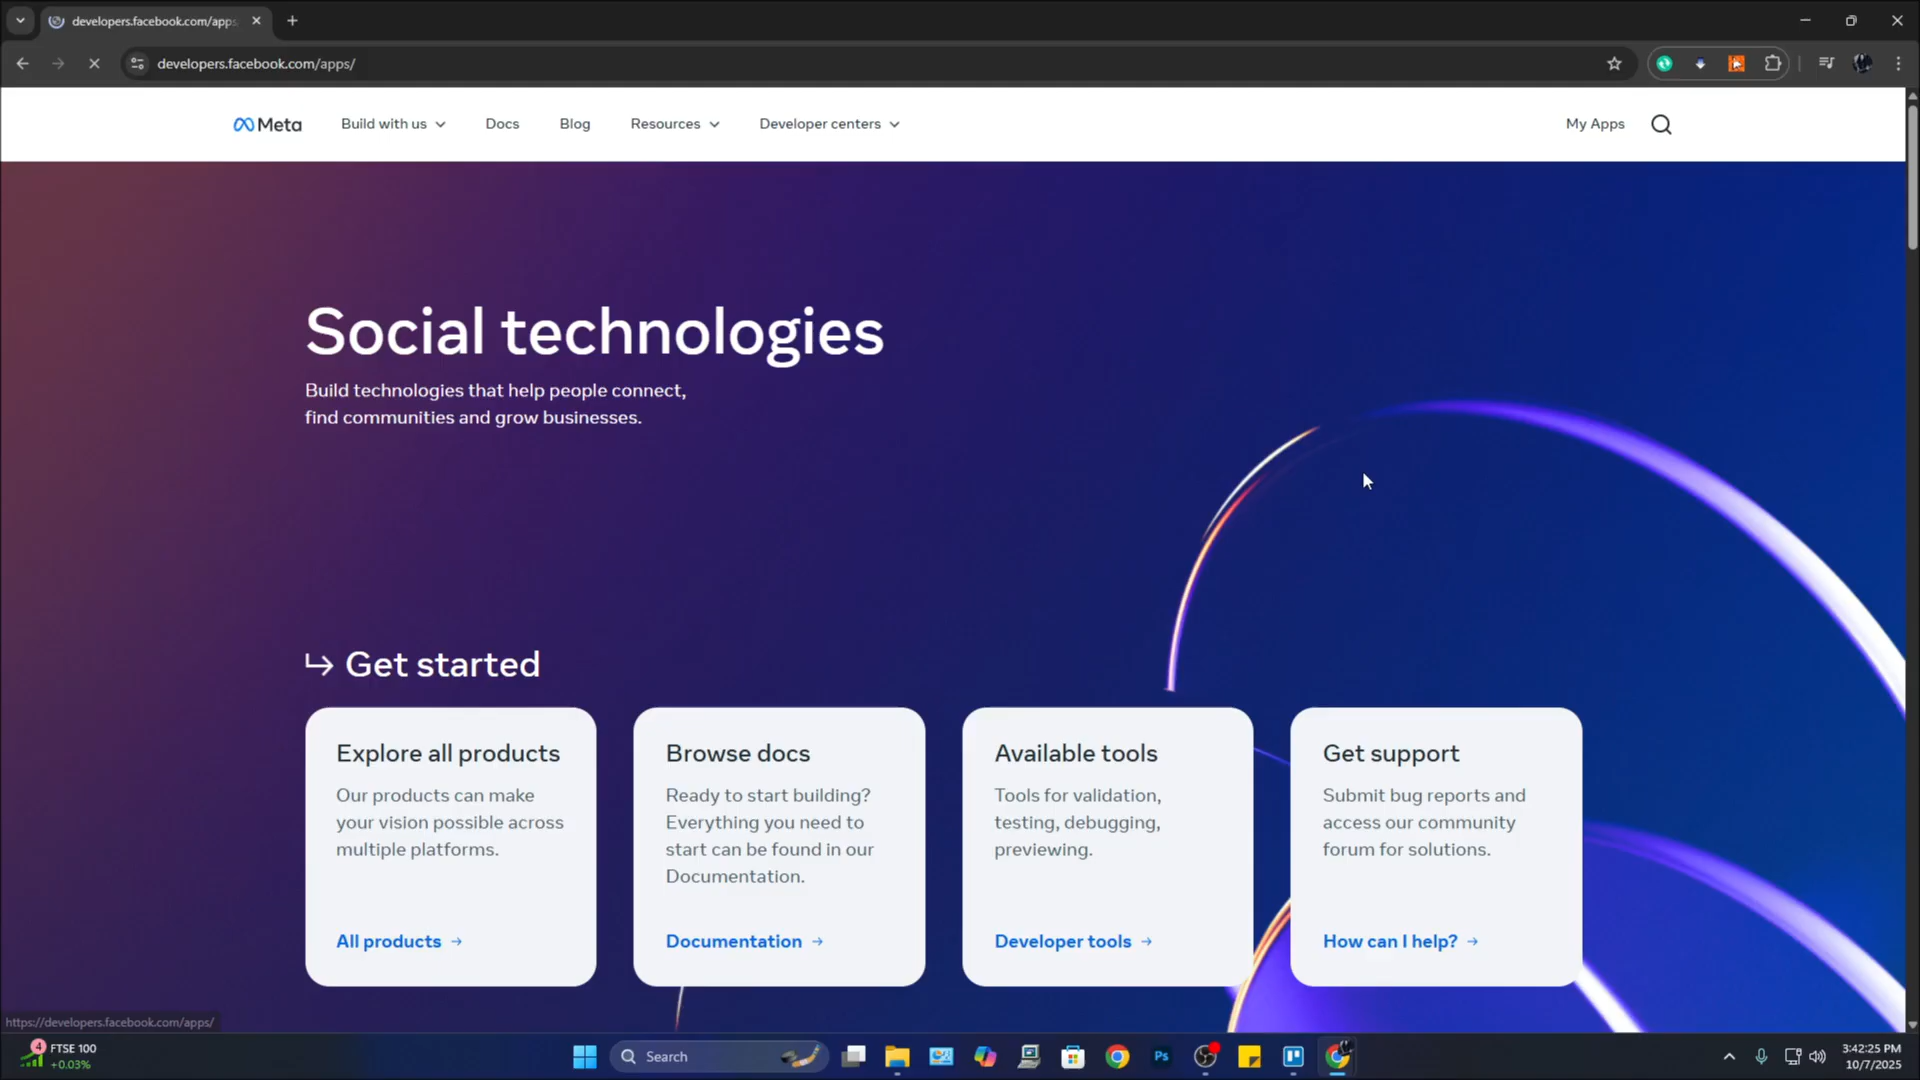 developers.facebook.com/apps
developers.facebook.com/apps/
Meta
Build with us
Docs
Blog
Resources
Developer centers
My Apps
Social technologies
Build technologies that help people connect,
find communities and grow businesses.
Get started
Explore all products
Our products can make
your vision possible across
multiple platforms.
All products →
Browse docs
Ready to start building?
Everything you need to
start can be found in our
Documentation.
Documentation →
Available tools
Tools for validation,
testing, debugging,
previewing.
Developer tools →
Get support
Submit bug reports and
access our community
forum for solutions.
How can I help? →
https://developers.facebook.com/apps/
4
FTSE 100
+0.03%
Search
Ps
3:42:25 PM
10/7/2025